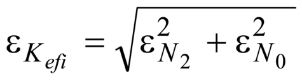 ε_{K_{efi}} = √(ε²_{N_2} + ε²_{N_0})